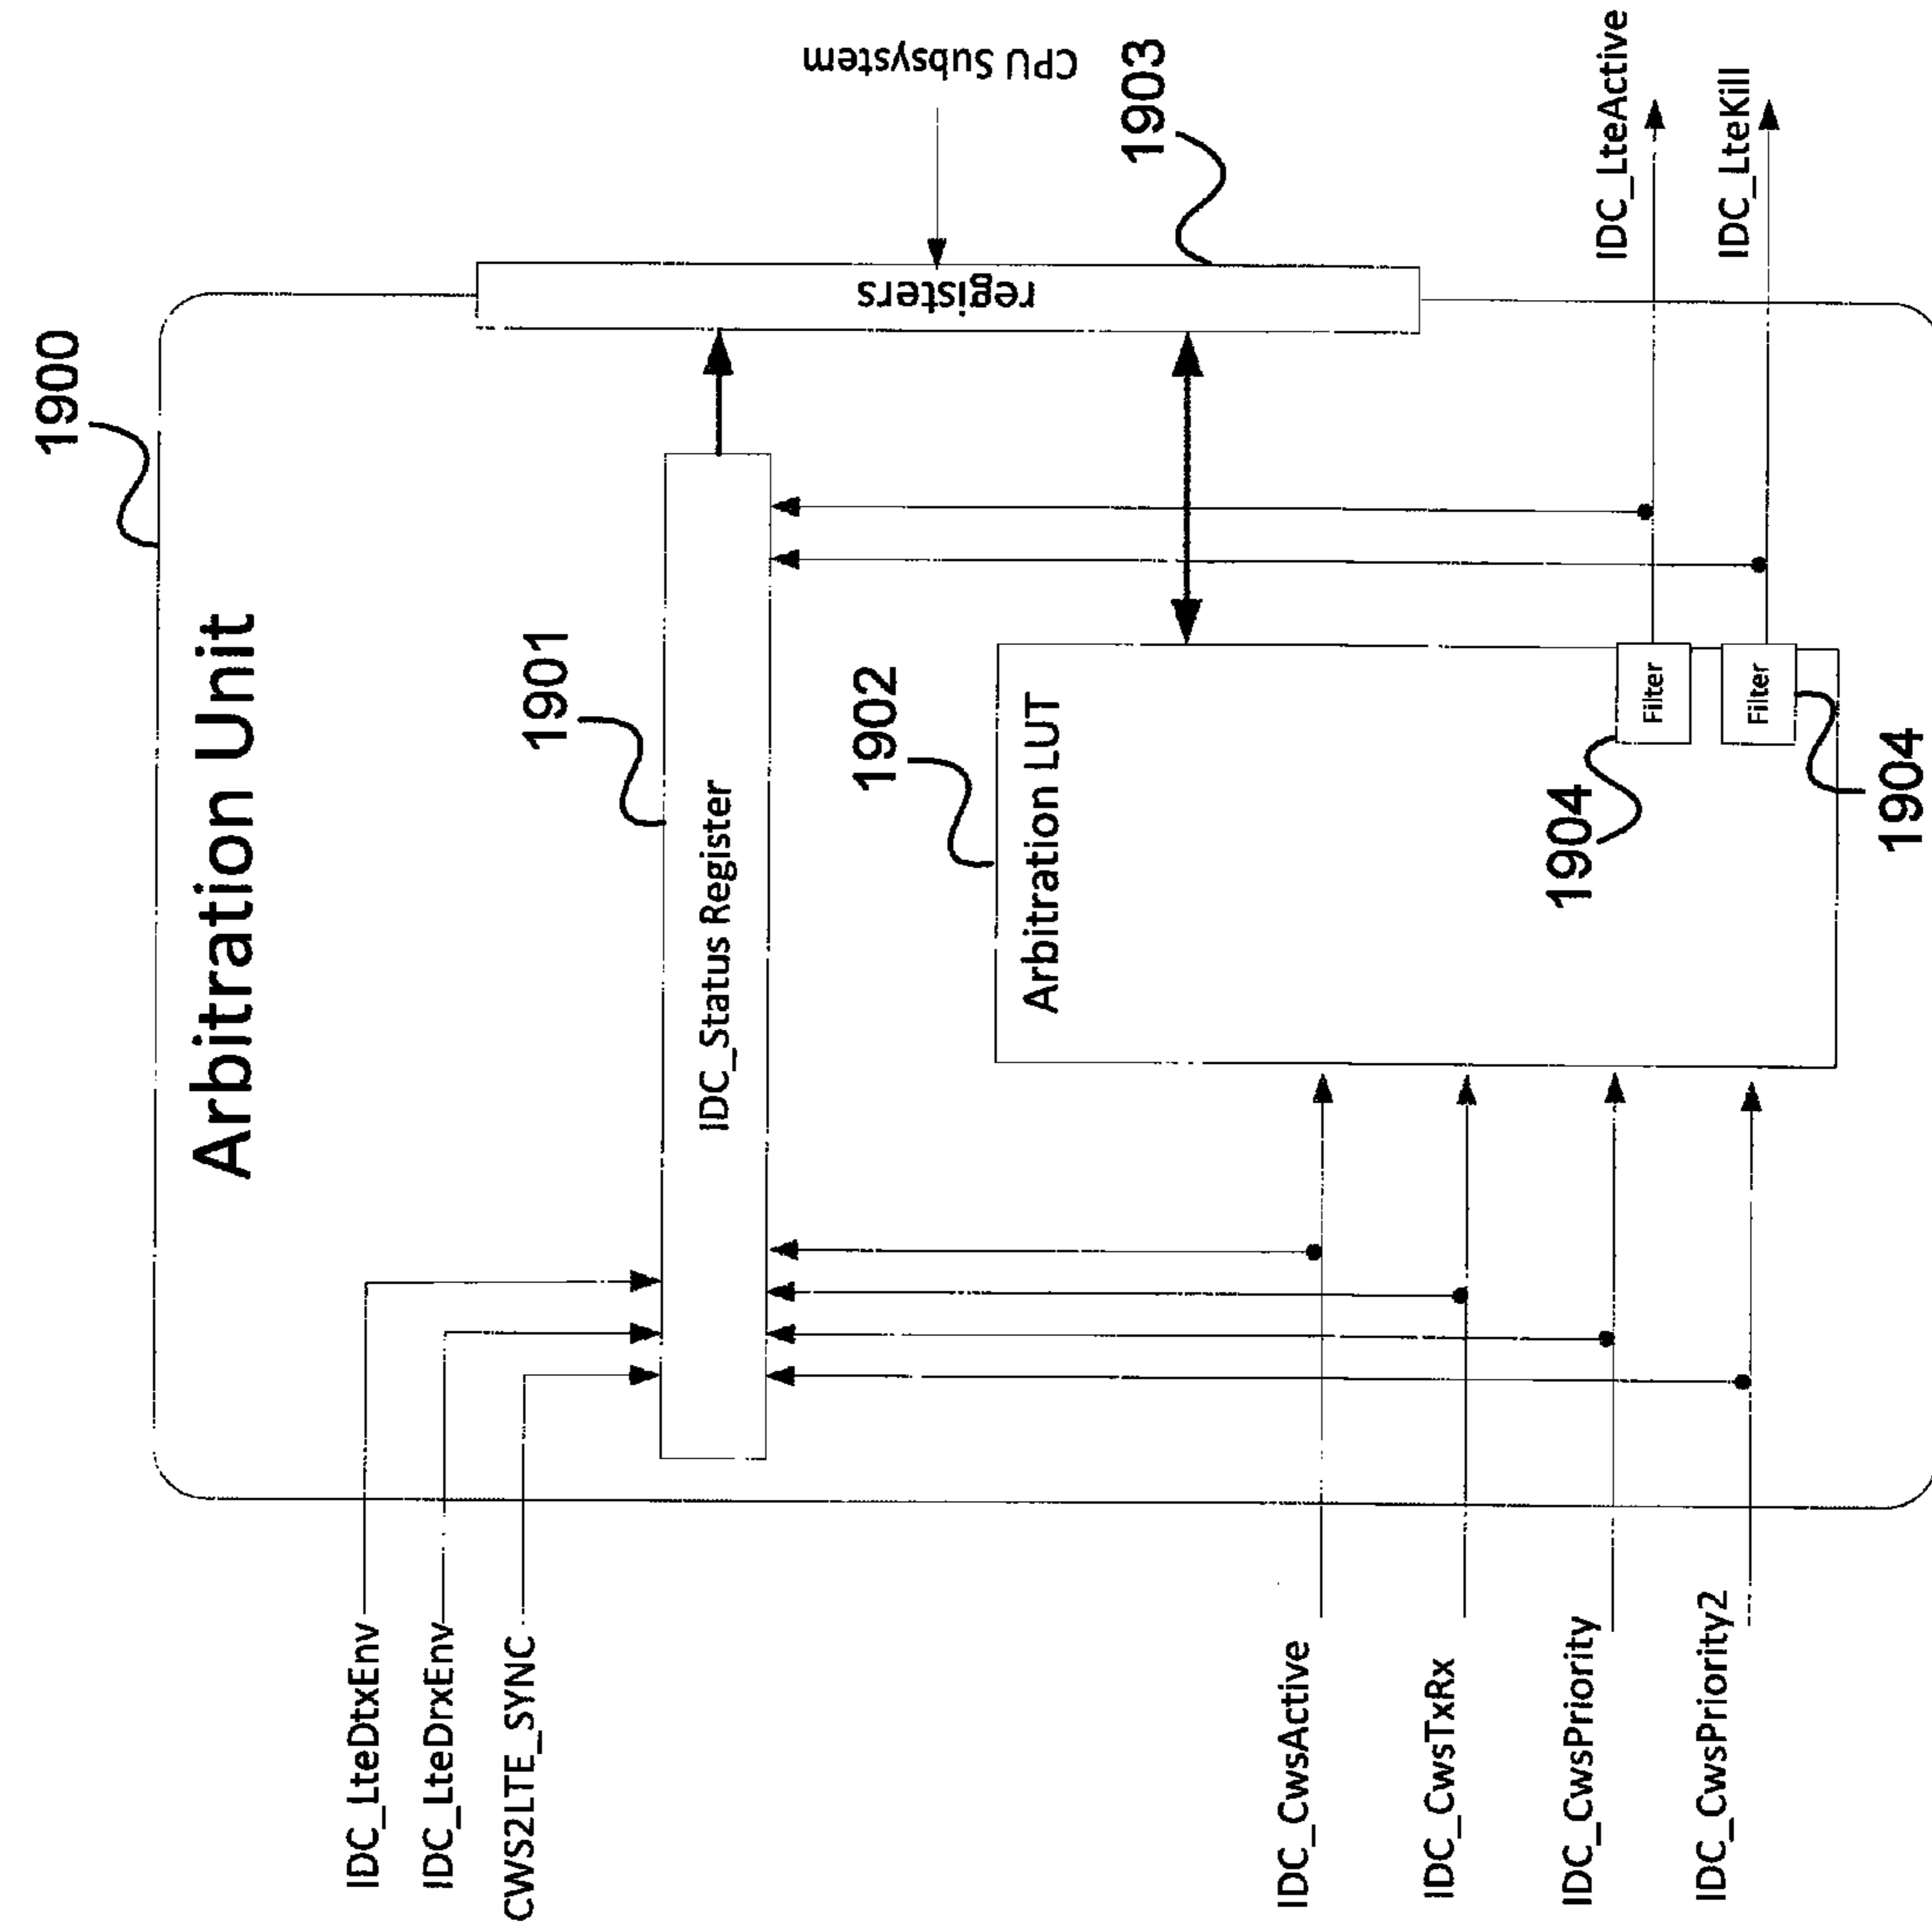 1900
Arbitration Unit
IDC_LteDtxEnv
IDC_LteDrxEnv
CWS2LTE_SYNC
1901
IDC_Status Register
registers
CPU Subsystem
1903
1902
Arbitration LUT
IDC_CwsActive
IDC_CwsTxRx
IDC_CwsPriority
IDC_CwsPriority2
1904
Filter
Filter
1904
IDC_LteActive
IDC_LteKill